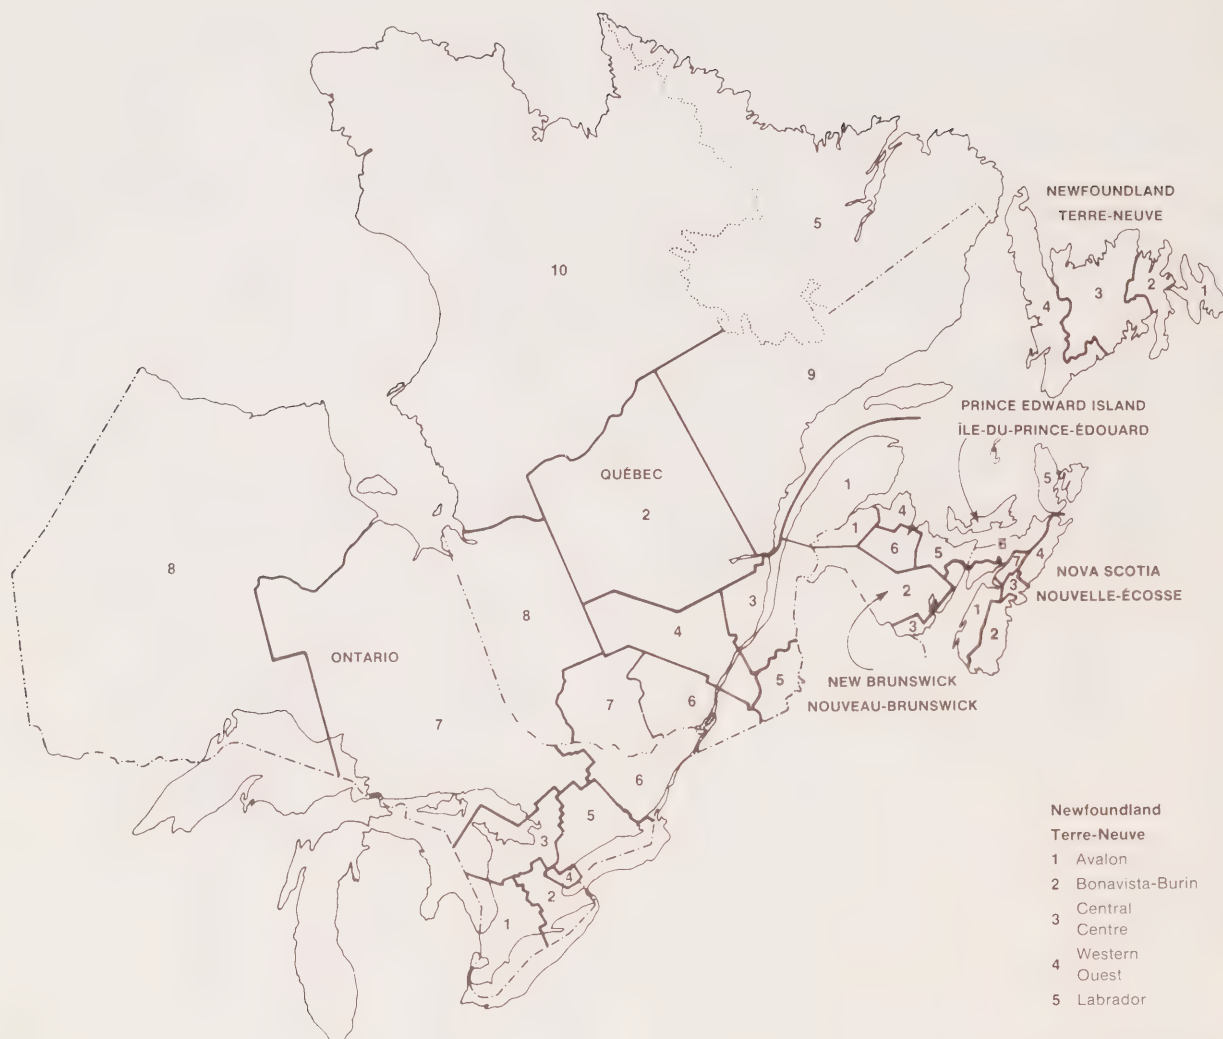 NEWFOUNDLAND
TERRE-NEUVE
5
10
2
1
3
4
9
PRINCE EDWARD ISLAND
ÎLE-DU-PRINCE-ÉDOUARD
QUÉBEC
2
1
5
4
1
6
5
6
4
7
3
8
8
2
3
1
2
3
NOVA SCOTIA
NOUVELLE-ÉCOSSE
4
ONTARIO
5
NEW BRUNSWICK
NOUVEAU-BRUNSWICK
7
6
7
6
5
3
4
2
1
Newfoundland
Terre-Neuve
1 Avalon
2 Bonavista-Burin
3 Central
Centre
4 Western
Ouest
5 Labrador